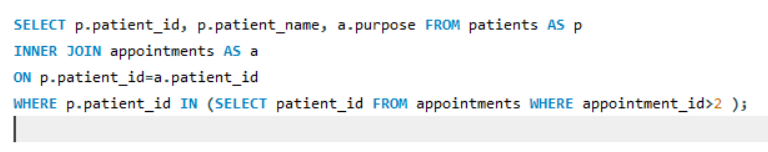 SELECT p.patient_id, p.patient_name, a.purpose FROM patients AS p
INNER JOIN appointments AS a
ON p.patient_id=a.patient_id
WHERE p.patient_id IN (SELECT patient_id FROM appointments WHERE appointment_id>2 );